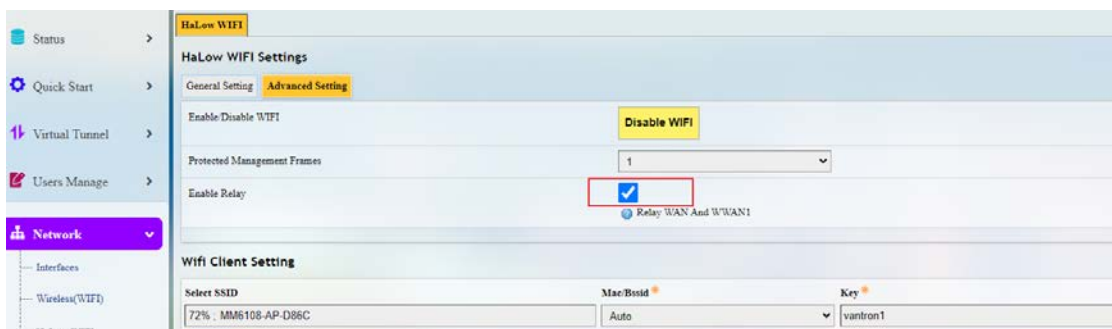 HaLow WIFI
Status
HaLow WIFI Settings
Quick Start
General Setting Advanced Setting
Enable/Disable WIFI
Disable WIFI
Virtual Tunnel
Protected Management Frames
1
Users Manage
Enable Relay
Relay WAN And WWAN1
Network
Wifi Client Setting
Interfaces
Select SSID Mac/Bssid * Key *
Wireless(WIFI)
72% ; MM6108-AP-D86C Auto vantron1